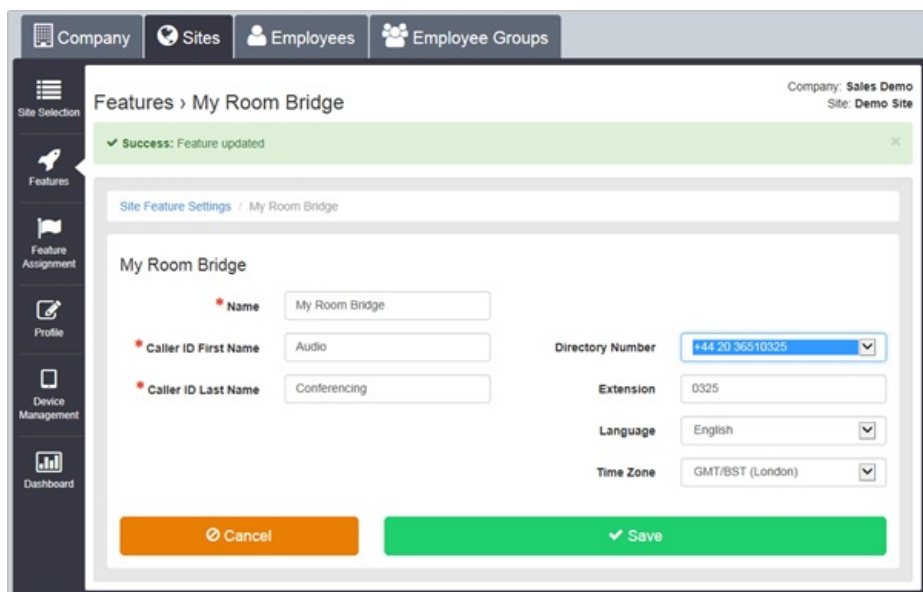 Company
Sites
Employees
Employee Groups
Site Selection
Features
Feature
Assignment
Profile
Device
Management
Dashboard
Features › My Room Bridge
Company: Sales Demo
Site: Demo Site
Success: Feature updated
×
Site Feature Settings / My Room Bridge
My Room Bridge
* Name
My Room Bridge
* Caller ID First Name
Audio
Directory Number
+44 20 36510325
* Caller ID Last Name
Conferencing
Extension
0325
Language
English
Time Zone
GMT/BST (London)
Cancel
Save